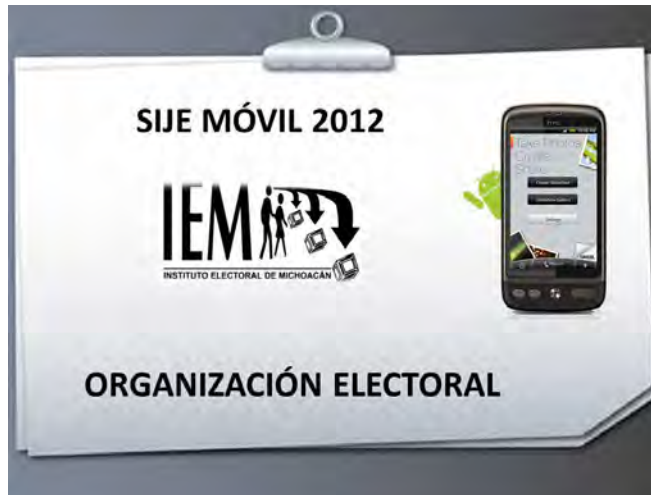 SIJE MÓVIL 2012
IEM
INSTITUTO ELECTORAL DE MICHOACÁN
ORGANIZACIÓN ELECTORAL